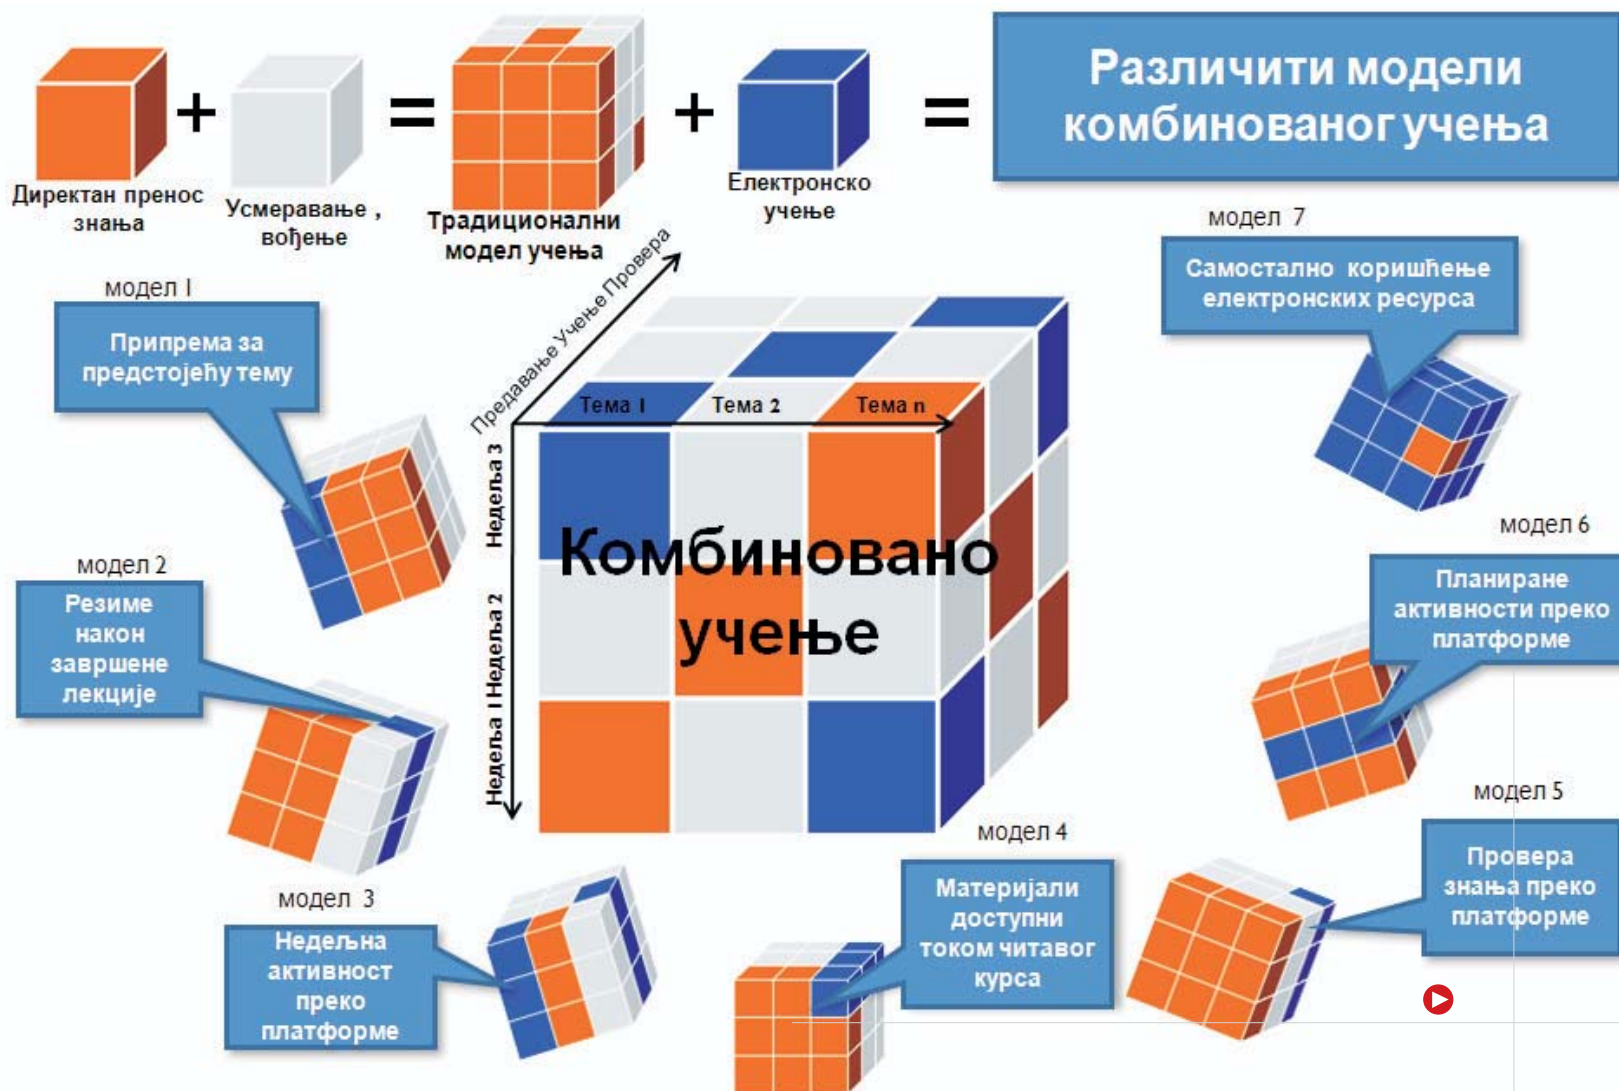 Различити модели
комбинованог учења
Директан пренос
знања
Усмеравање ,
вођење
Традиционални
модел учења
Електронско
учење
модел 1
Припрема за
предстојећу тему
модел 2
Резиме
након
завршене
лекције
модел 3
Недељна
активност
преко
платформе
модел 4
Материјали
доступни
током читавог
курса
модел 5
Провера
знања преко
платформе
модел 6
Планиране
активности преко
платформе
модел 7
Самостално коришћење
електронских ресурса
Предавање Учење Провера
Тема 1 Тема 2 Тема n
Недеља 1 Недеља 2 Недеља 3
Комбиновано
учење